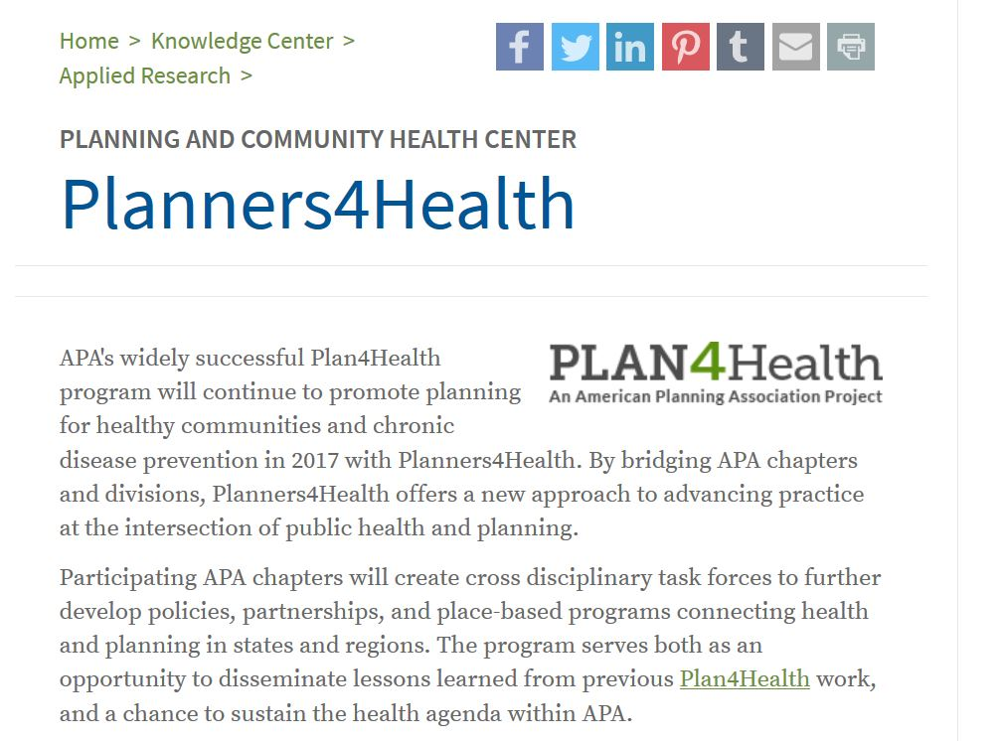 Home > Knowledge Center >
Applied Research >
PLANNING AND COMMUNITY HEALTH CENTER
Planners4Health
PLAN4Health
An American Planning Association Project
APA's widely successful Plan4Health
program will continue to promote planning
for healthy communities and chronic
disease prevention in 2017 with Planners4Health. By bridging APA chapters
and divisions, Planners4Health offers a new approach to advancing practice
at the intersection of public health and planning.
Participating APA chapters will create cross disciplinary task forces to further
develop policies, partnerships, and place-based programs connecting health
and planning in states and regions. The program serves both as an
opportunity to disseminate lessons learned from previous Plan4Health work,
and a chance to sustain the health agenda within APA.